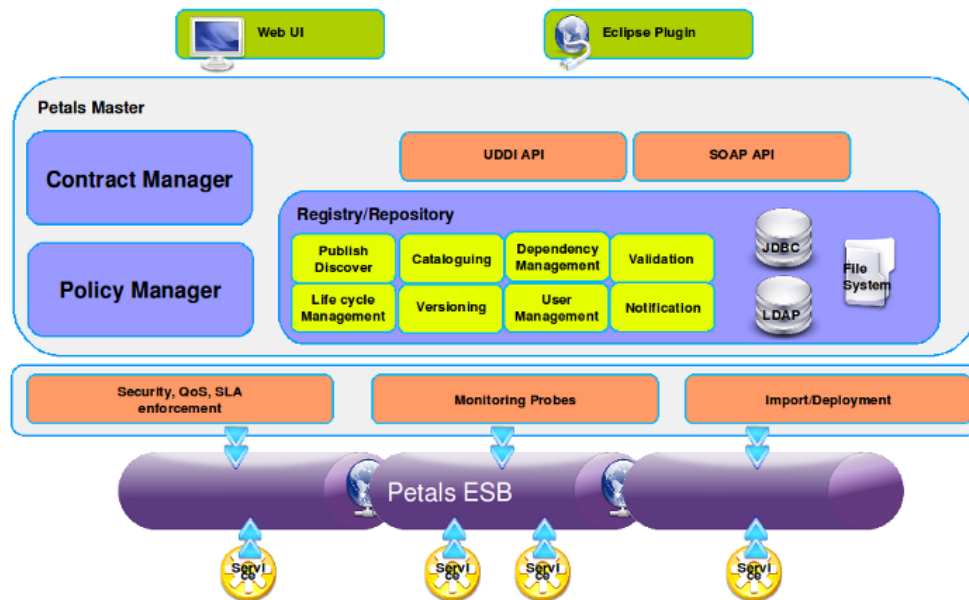 Web UI
Eclipse Plugin
Petals Master
Contract Manager
Policy Manager
UDDI API
SOAP API
Registry/Repository
Publish
Discover
Cataloguing
Dependency
Management
Validation
Life cycle
Management
Versioning
User
Management
Notification
JDBC
LDAP
File
System
Security, QoS, SLA
enforcement
Monitoring Probes
Import/Deployment
Petals ESB
Servi
ce
Servi
ce
Servi
ce
Servi
ce